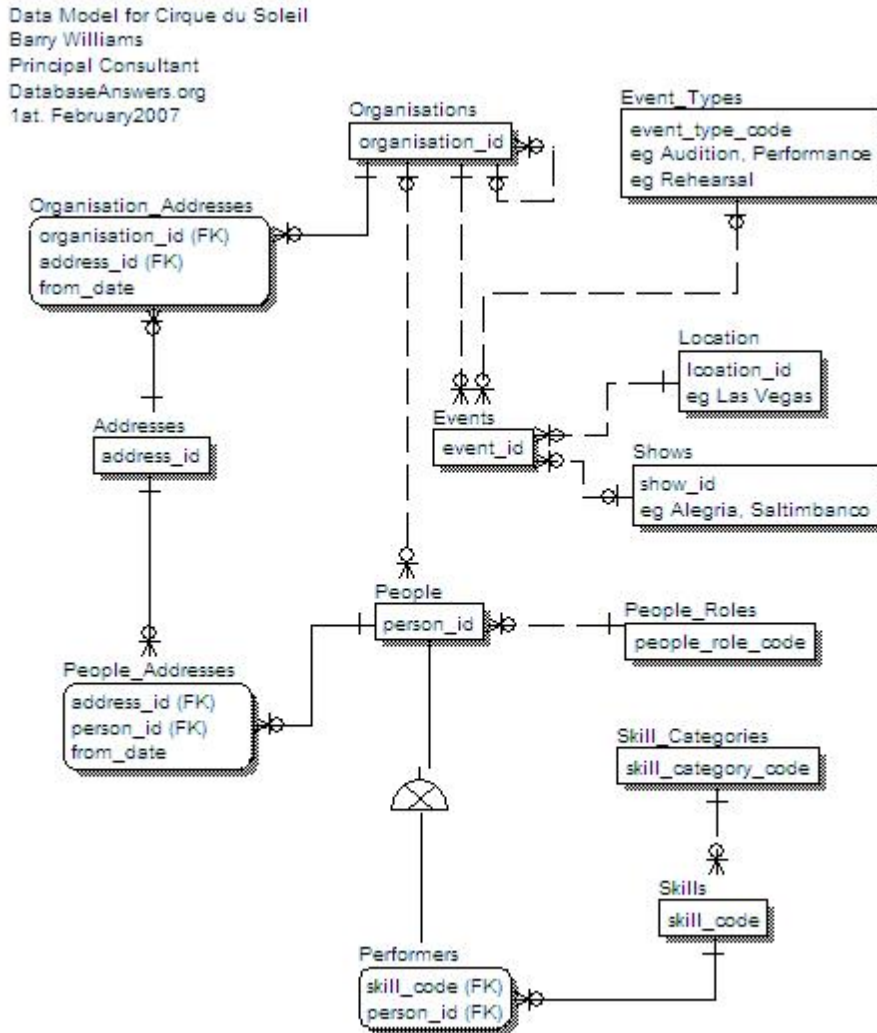 Data Model for Cirque du Soleil
Barry Williams
Principal Consultant
DatabaseAnswers.org
1at. February2007
Organisations
organisation_id
Event_Types
event_type_code
eg Audition, Performance
eg Rehearsal
Organisation_Addresses
organisation_id (FK)
address_id (FK)
from_date
Location
lcoation_id
eg Las Vegas
Addresses
address_id
Events
event_id
Shows
show_id
eg Alegria, Saltimbanco
People
person_id
People_Roles
people_role_code
People_Addresses
address_id (FK)
person_id (FK)
from_date
Skill_Categories
skill_category_code
Skills
skill_code
Performers
skill_code (FK)
person_id (FK)